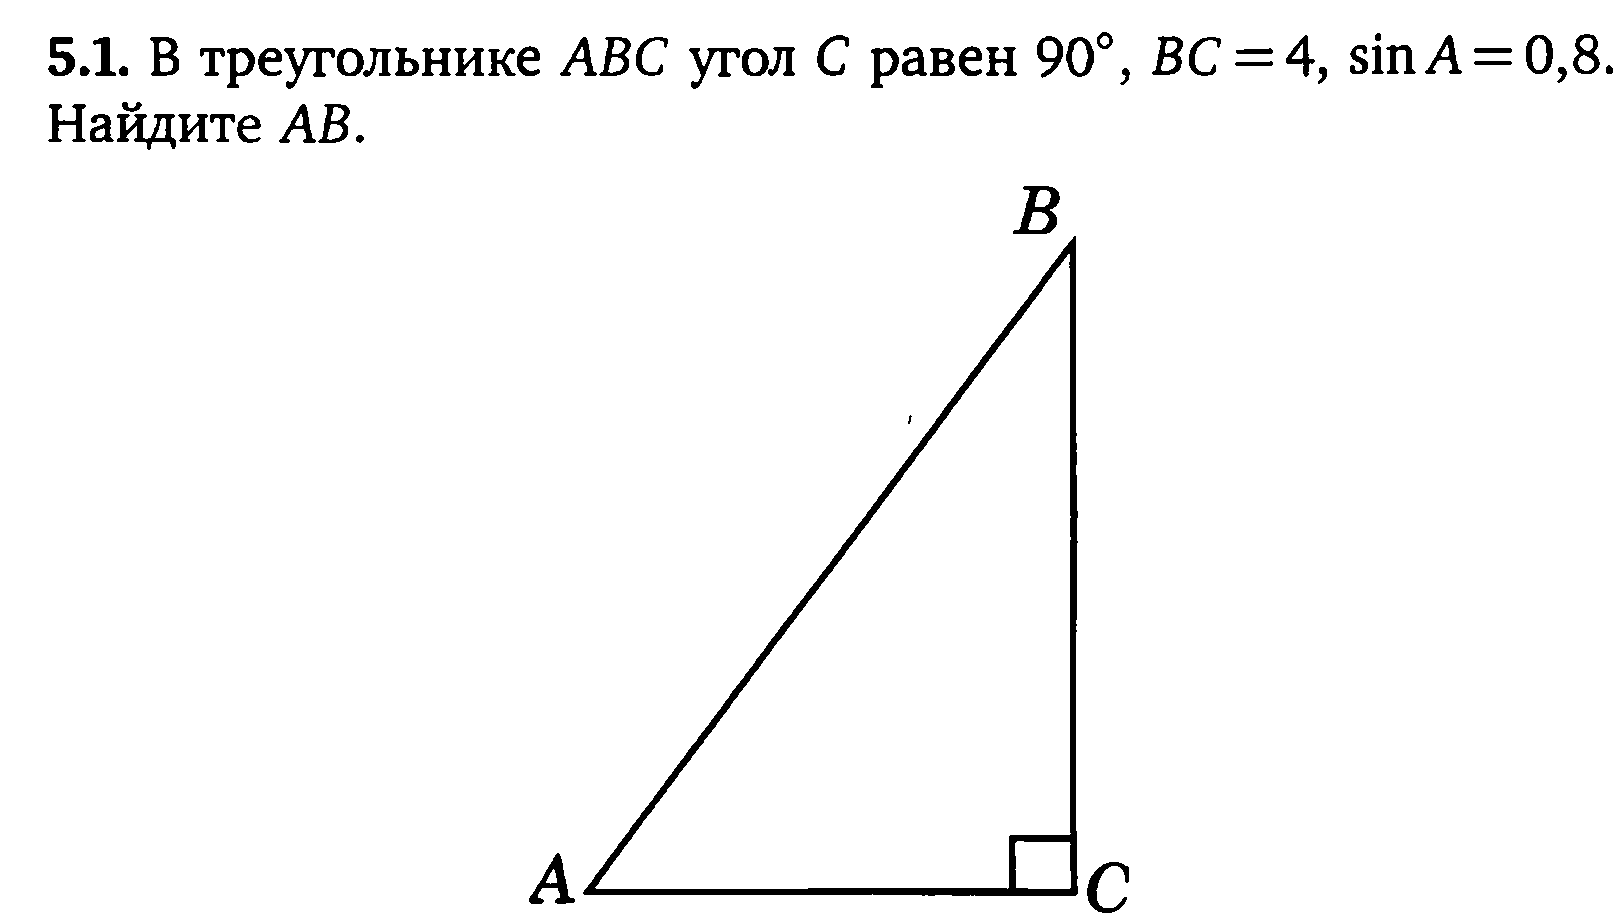 5.1. В треугольнике ABC угол C равен 90°, BC = 4, sin A = 0,8.
Найдите AB.
B
A
C